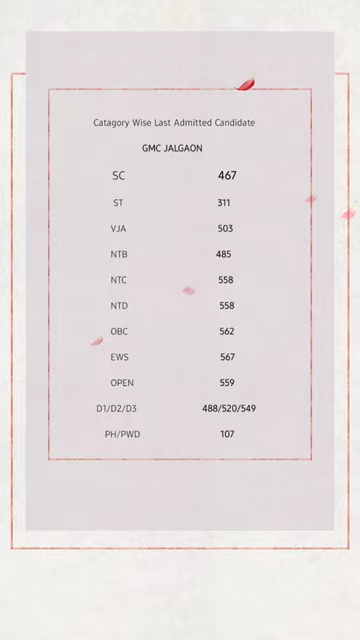 Catagory Wise Last Admitted Candidate
GMC JALGAON
SC 467
ST 311
VJA 503
NTB 485
NTC 558
NTD 558
OBC 562
EWS 567
OPEN 559
D1/D2/D3 488/520/549
PH/PWD 107